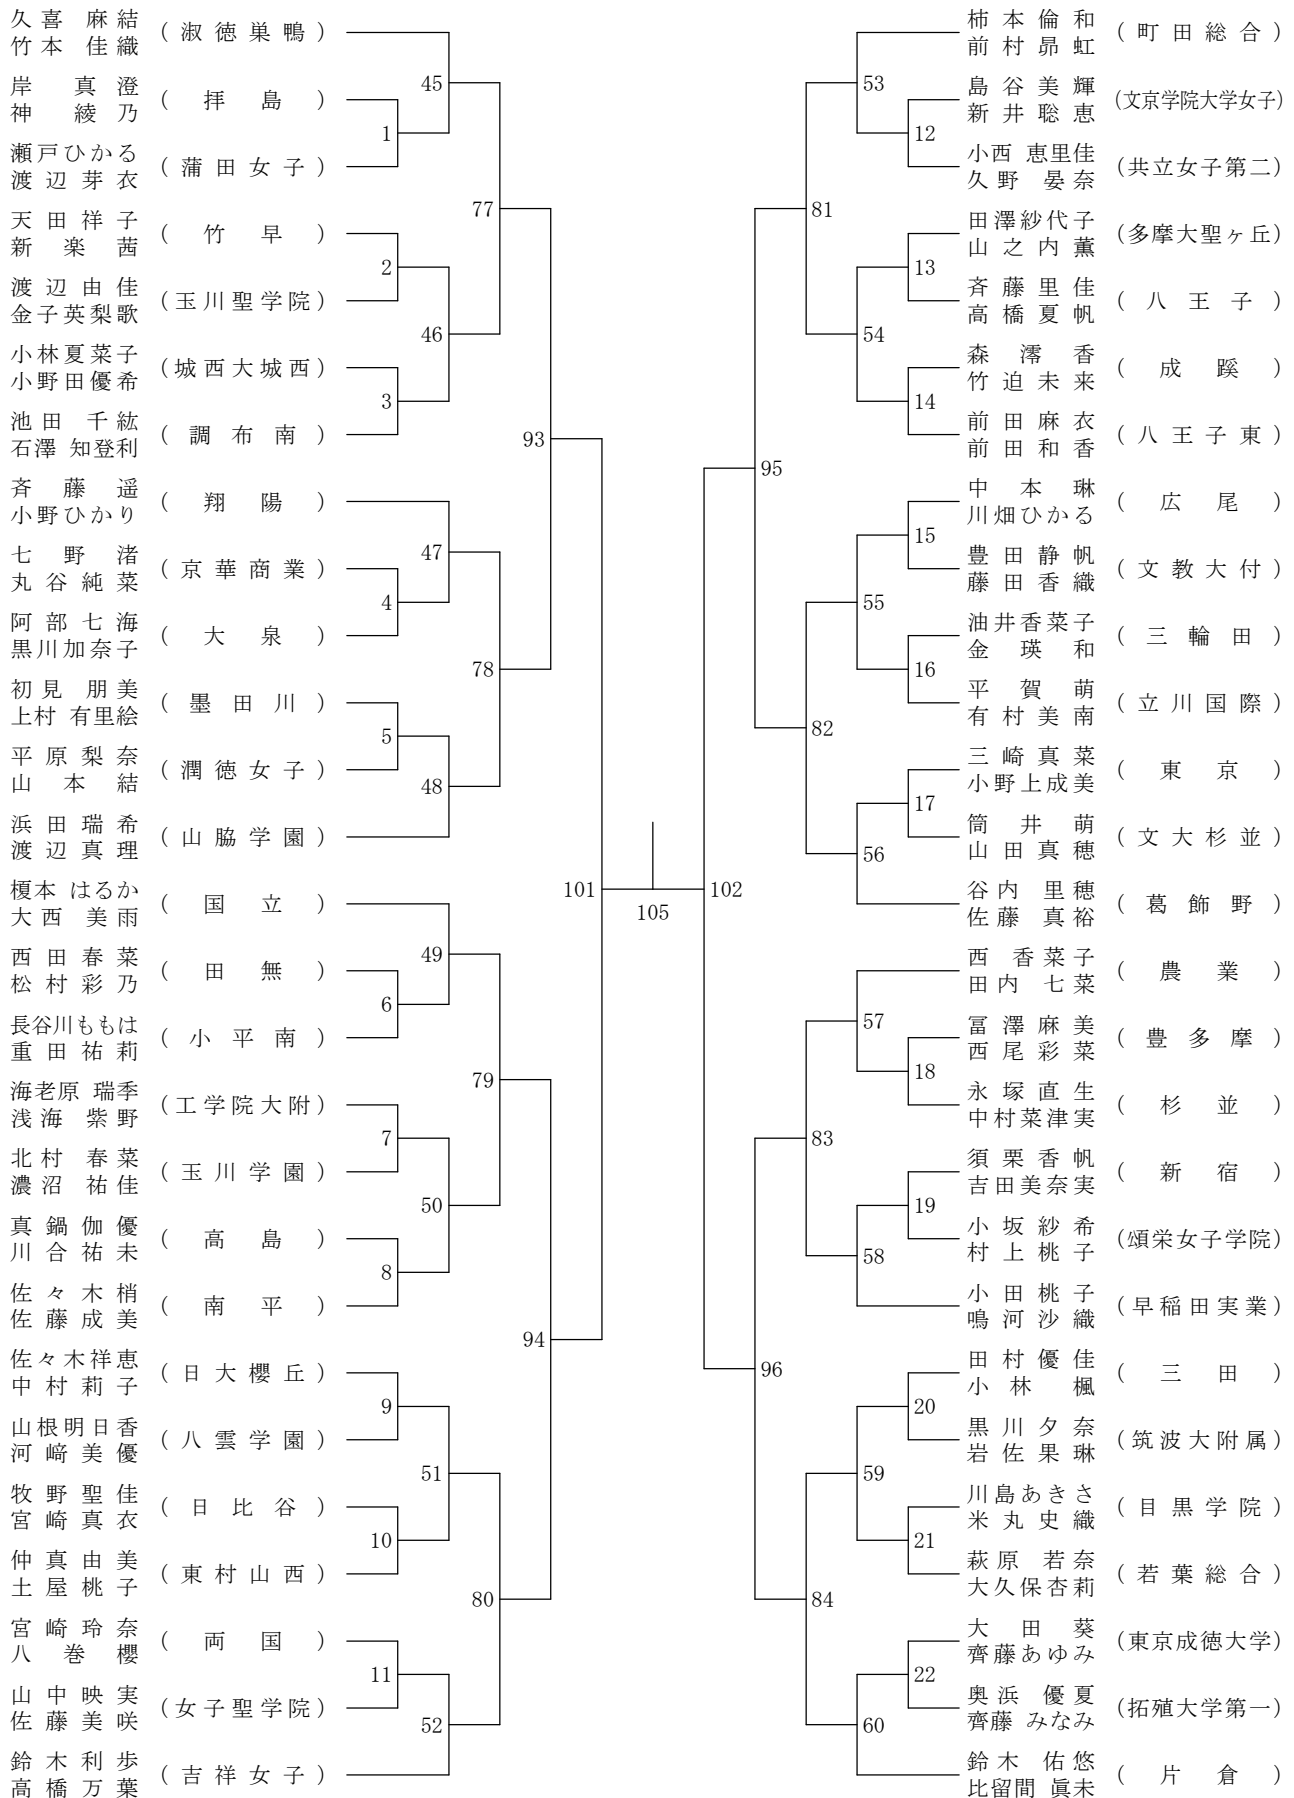 久喜 麻結
竹本 佳織
(淑徳巣鴨)
岸 真澄
神 綾乃
(拝島)
1
45
瀬戸ひかる
渡辺芽衣
(蒲田女子)
77
天田祥子
新楽茜
(竹早)
2
渡辺由佳
金子英梨歌
(玉川聖学院)
46
小林夏菜子
小野田優希
(城西大城西)
3
池田 千紘
石澤 知登利
(調布南)
93
斉藤遥
小野ひかり
(翔陽)
47
七野渚
丸谷純菜
(京華商業)
4
阿部七海
黒川加奈子
(大泉)
78
初見 朋美
上村 有里絵
(墨田川)
5
平原梨奈
山本結
(潤徳女子)
48
浜田瑞希
渡辺真理
(山脇学園)
101
榎本 はるか
大西 美雨
(国立)
49
西田春菜
松村彩乃
(田無)
6
長谷川ももは
重田祐莉
(小平南)
79
海老原 瑞季
浅海 紫野
(工学院大附)
7
北村 春菜
濃沼 祐佳
(玉川学園)
50
真鍋伽優
川合祐未
(高島)
8
佐々木梢
佐藤成美
(南平)
94
佐々木祥恵
中村莉子
(日大櫻丘)
9
山根明日香
河﨑美優
(八雲学園)
51
牧野聖佳
宮崎真衣
(日比谷)
10
仲真由美
土屋桃子
(東村山西)
80
宮崎玲奈
八巻櫻
(両国)
11
山中映実
佐藤美咲
(女子聖学院)
52
鈴木利歩
高橋万葉
(吉祥女子)
105
柿本倫和
前村昴虹
(町田総合)
53
島谷美輝
新井聡恵
(文京学院大学女子)
12
小西 恵里佳
久野 晏奈
(共立女子第二)
81
田澤紗代子
山之内薫
(多摩大聖ヶ丘)
13
斉藤里佳
高橋夏帆
(八王子)
54
森澪香
竹迫未来
(成蹊)
14
前田麻衣
前田和香
(八王子東)
95
中本琳
川畑ひかる
(広尾)
15
豊田静帆
藤田香織
(文教大付)
55
油井香菜子
金瑛和
(三輪田)
16
平賀萌
有村美南
(立川国際)
82
三崎真菜
小野上成美
(東京)
17
筒井萌
山田真穂
(文大杉並)
56
谷内 里穂
佐藤 真裕
(葛飾野)
102
西 香菜子
田内 七菜
(農業)
57
冨澤麻美
西尾彩菜
(豊多摩)
18
永塚直生
中村菜津実
(杉並)
83
須栗香帆
吉田美奈実
(新宿)
19
小坂紗希
村上桃子
(頌栄女子学院)
58
小田桃子
鳴河沙織
(早稲田実業)
96
田村優佳
小林楓
(三田)
20
黒川夕奈
岩佐果琳
(筑波大附属)
59
川島あきさ
米丸史織
(目黒学院)
21
萩原 若奈
大久保杏莉
(若葉総合)
84
大田葵
齊藤あゆみ
(東京成徳大学)
22
奥浜 優夏
齊藤 みなみ
(拓殖大学第一)
60
鈴木 佑悠
比留間 眞未
(片倉)